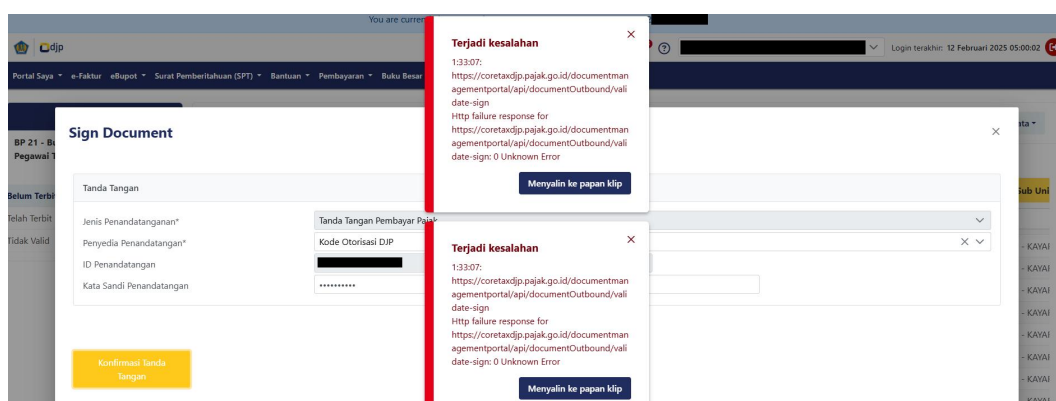 You are curren
djp
Login terakhir: 12 Februari 2025 05:00:02
Portal Saya e-Faktur eBupot Surat Pemberitahuan (SPT) Bantuan Pembayaran Buku Besar
BP 21 - Bu
Pegawai T
Belum Terbi
Telah Terbit
Tidak Valid
Sign Document
Tanda Tangan
Jenis Penandatanganan*
Tanda Tangan Pembayar Pajak
Penyedia Penandatangan*
Kode Otorisasi DJP
ID Penandatangan
Kata Sandi Penandatangan
••••••••••
Konfirmasi Tanda
Tangan
Terjadi kesalahan
1:33:07:
https://coretaxdjp.pajak.go.id/documentman
agementportal/api/documentOutbound/vali
date-sign
Http failure response for
https://coretaxdjp.pajak.go.id/documentman
agementportal/api/documentOutbound/vali
date-sign: 0 Unknown Error
Menyalin ke papan klip
Terjadi kesalahan
1:33:07:
https://coretaxdjp.pajak.go.id/documentman
agementportal/api/documentOutbound/vali
date-sign
Http failure response for
https://coretaxdjp.pajak.go.id/documentman
agementportal/api/documentOutbound/vali
date-sign: 0 Unknown Error
Menyalin ke papan klip
ata
Sub Uni
- KAYAI
- KAYAI
- KAYAI
- KAYAI
- KAYAI
- KAYAI
- KAYAI